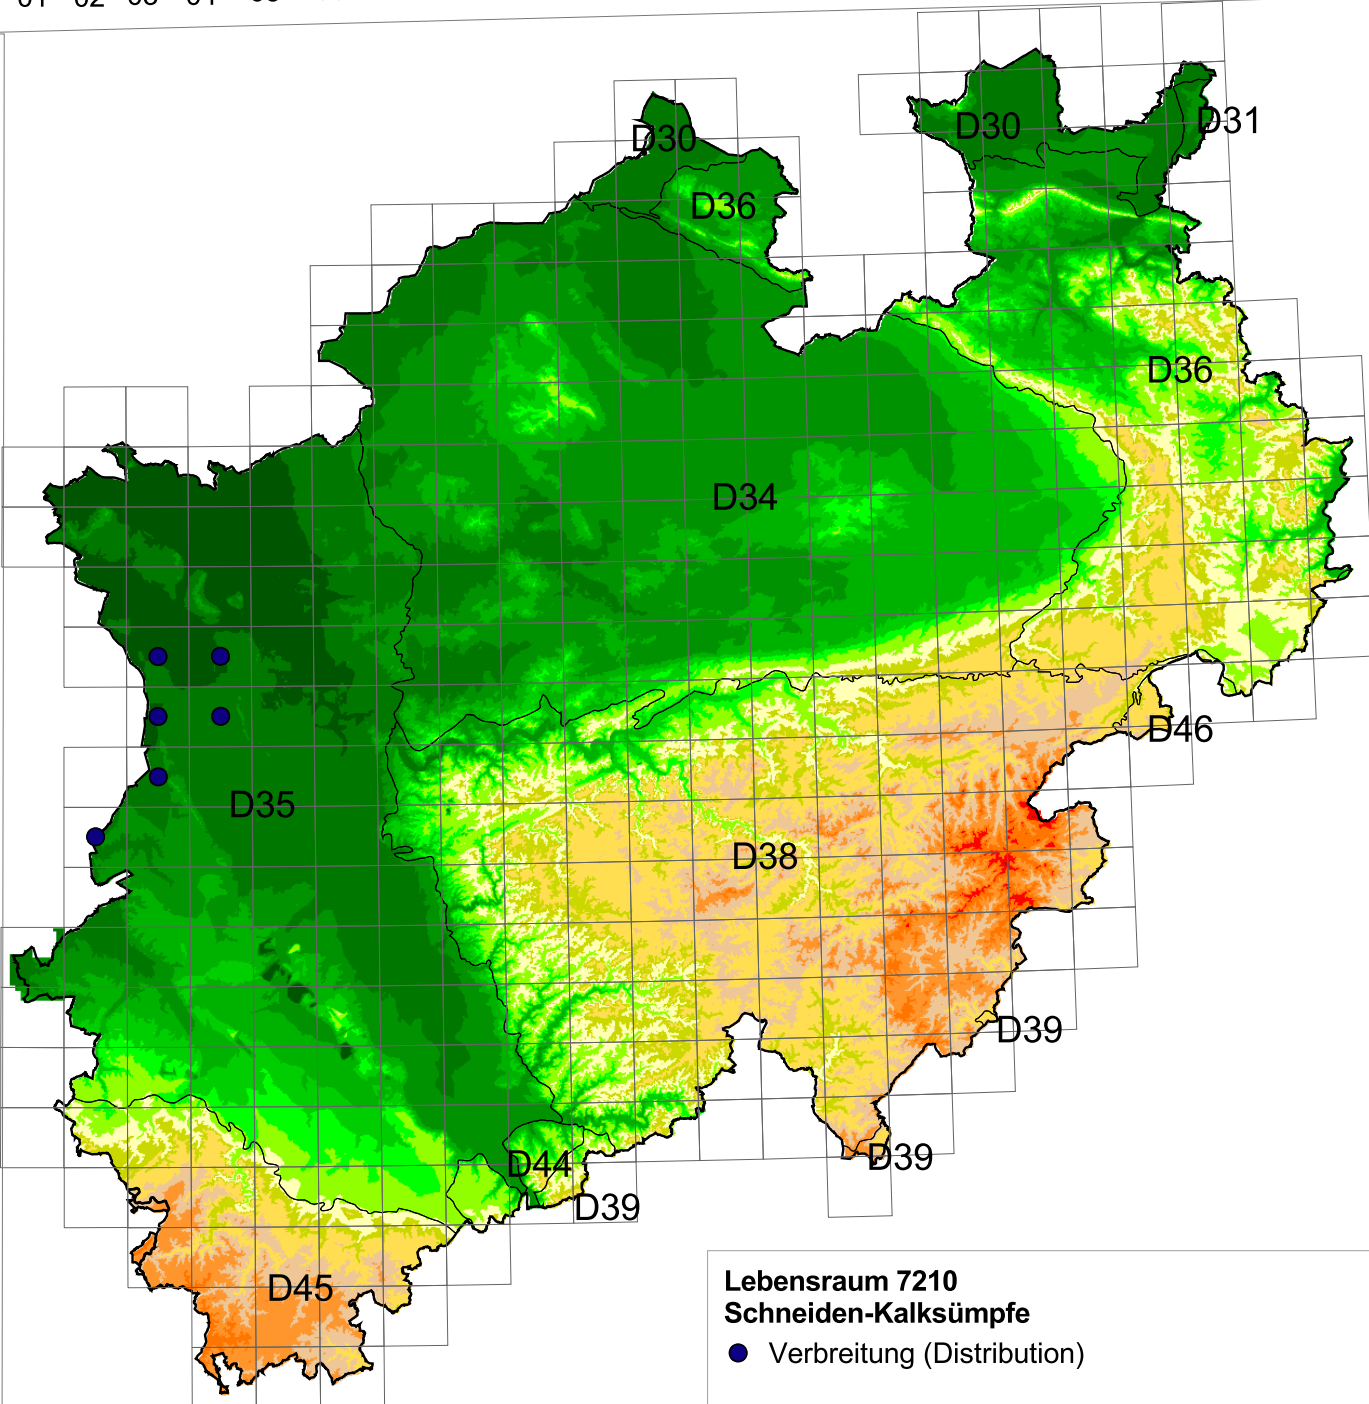 D30
D30
D31
D36
D36
D34
D46
D35
D38
D39
D39
D44
D39
D45
Lebensraum 7210
Schneiden-Kalksümpfe
Verbreitung (Distribution)